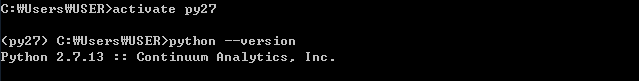 C:₩Users₩USER>activate py27
(py27) C:₩Users₩USER>python --version
Python 2.7.13 :: Continuum Analytics, Inc.